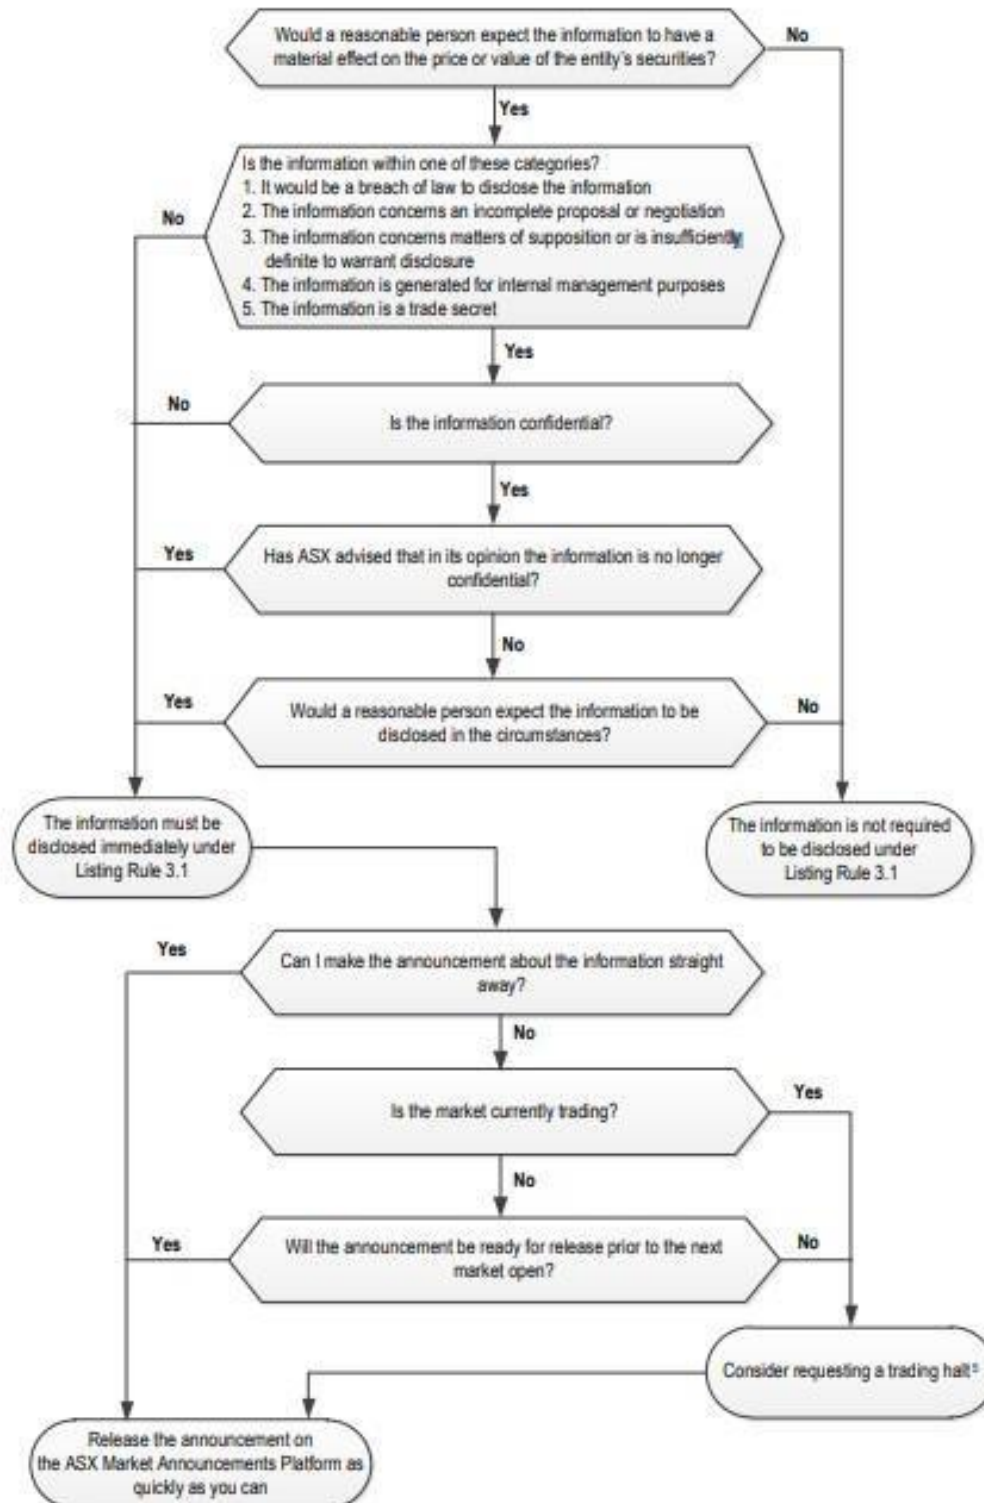 Would a reasonable person expect the information to have a
material effect on the price or value of the entity's securities?
No
Yes
Is the information within one of these categories?
1. It would be a breach of law to disclose the information
2. The information concerns an incomplete proposal or negotiation
3. The information concerns matters of supposition or is insufficiently
definite to warrant disclosure
4. The information is generated for internal management purposes
5. The information is a trade secret
No
Yes
Is the information confidential?
No
Yes
Has ASX advised that in its opinion the information is no longer
confidential?
Yes
No
Would a reasonable person expect the information to be
disclosed in the circumstances?
Yes
No
The information must be
disclosed immediately under
Listing Rule 3.1
The information is not required
to be disclosed under
Listing Rule 3.1
Can I make the announcement about the information straight
away?
Yes
No
Is the market currently trading?
Yes
No
Will the announcement be ready for release prior to the next
market open?
Yes
No
Consider requesting a trading halt⁵
Release the announcement on
the ASX Market Announcements Platform as
quickly as you can